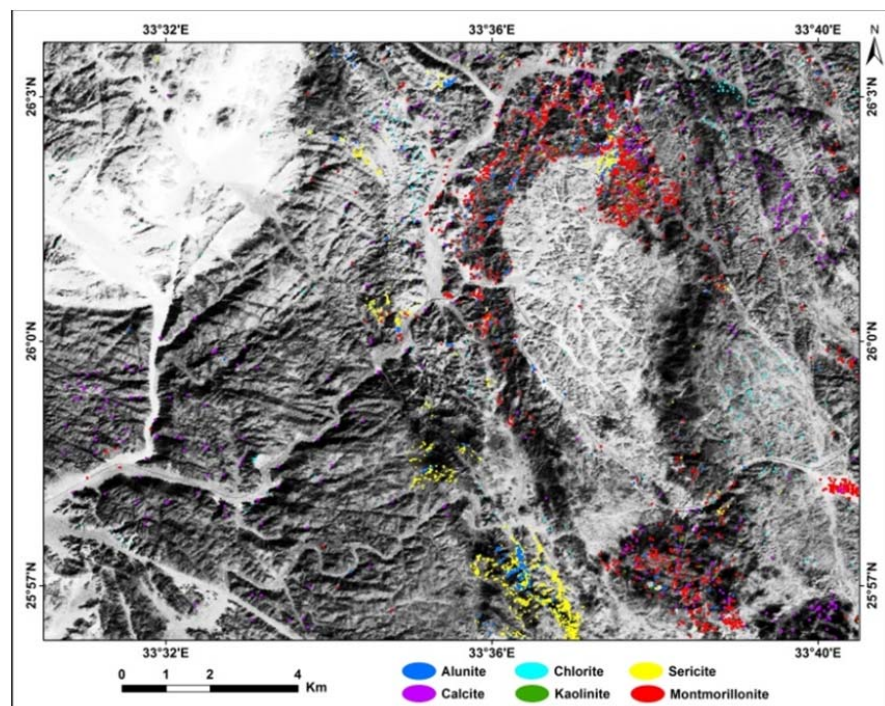 33°32'E 33°36'E 33°40'E
N
26°3'N 26°3'N
26°0'N 26°0'N
25°57'N 25°57'N
33°32'E 33°36'E 33°40'E
0 1 2 4 Km
Alunite Chlorite Sericite
Calcite Kaolinite Montmorillonite